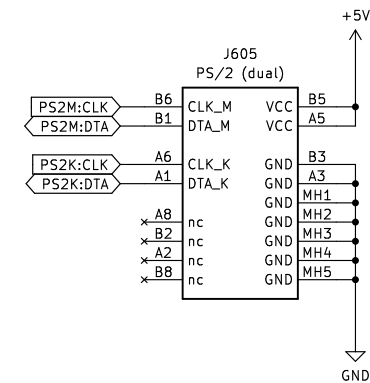 +5V
J605
PS/2 (dual)
PS2M:CLK B6 CLK_M VCC B5
PS2M:DTA B1 DTA_M VCC A5
PS2K:CLK A6 CLK_K GND B3
PS2K:DTA A1 DTA_K GND A3
GND MH1
A8 nc GND MH2
B2 nc GND MH3
A2 nc GND MH4
B8 nc GND MH5
GND